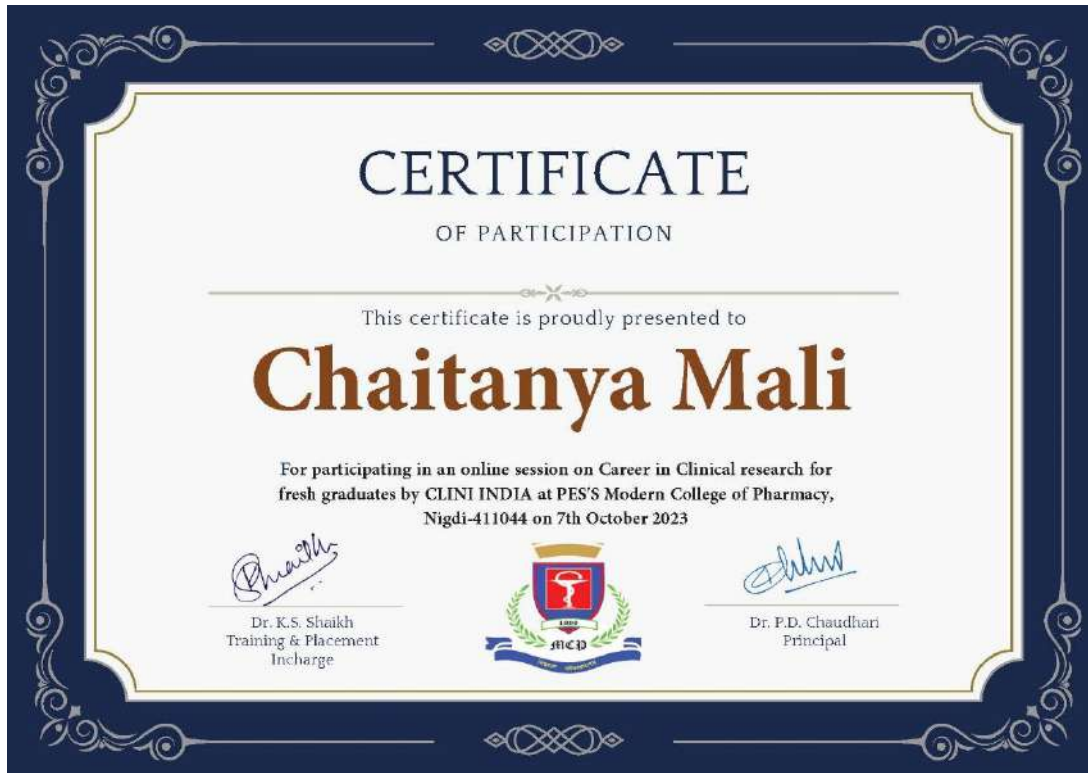 CERTIFICATE
OF PARTICIPATION
This certificate is proudly presented to
Chaitanya Mali
For participating in an online session on Career in Clinical research for
fresh graduates by CLINI INDIA at PES'S Modern College of Pharmacy,
Nigdi-411044 on 7th October 2023
Dr. K.S. Shaikh
Training & Placement
Incharge
MCP
Dr. P.D. Chaudhari
Principal